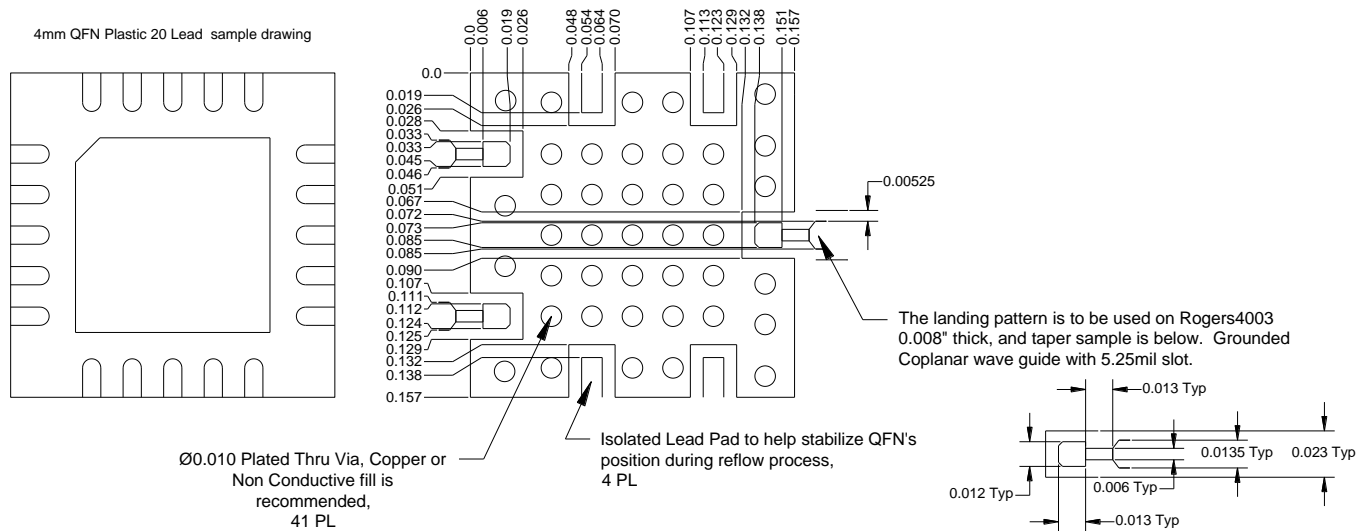 4mm QFN Plastic 20 Lead sample drawing
0.0
0.006
0.019
0.026
0.048
0.054
0.064
0.070
0.107
0.113
0.123
0.129
0.132
0.138
0.151
0.157
0.0
0.019
0.026
0.028
0.033
0.033
0.045
0.046
0.051
0.067
0.072
0.073
0.085
0.085
0.090
0.107
0.111
0.112
0.124
0.125
0.129
0.132
0.138
0.157
0.00525
The landing pattern is to be used on Rogers4003
0.008" thick, and taper sample is below. Grounded
Coplanar wave guide with 5.25mil slot.
Ø0.010 Plated Thru Via, Copper or
Non Conductive fill is
recommended,
41 PL
Isolated Lead Pad to help stabilize QFN's
position during reflow process,
4 PL
0.013 Typ
0.0135 Typ
0.023 Typ
0.012 Typ
0.006 Typ
0.013 Typ